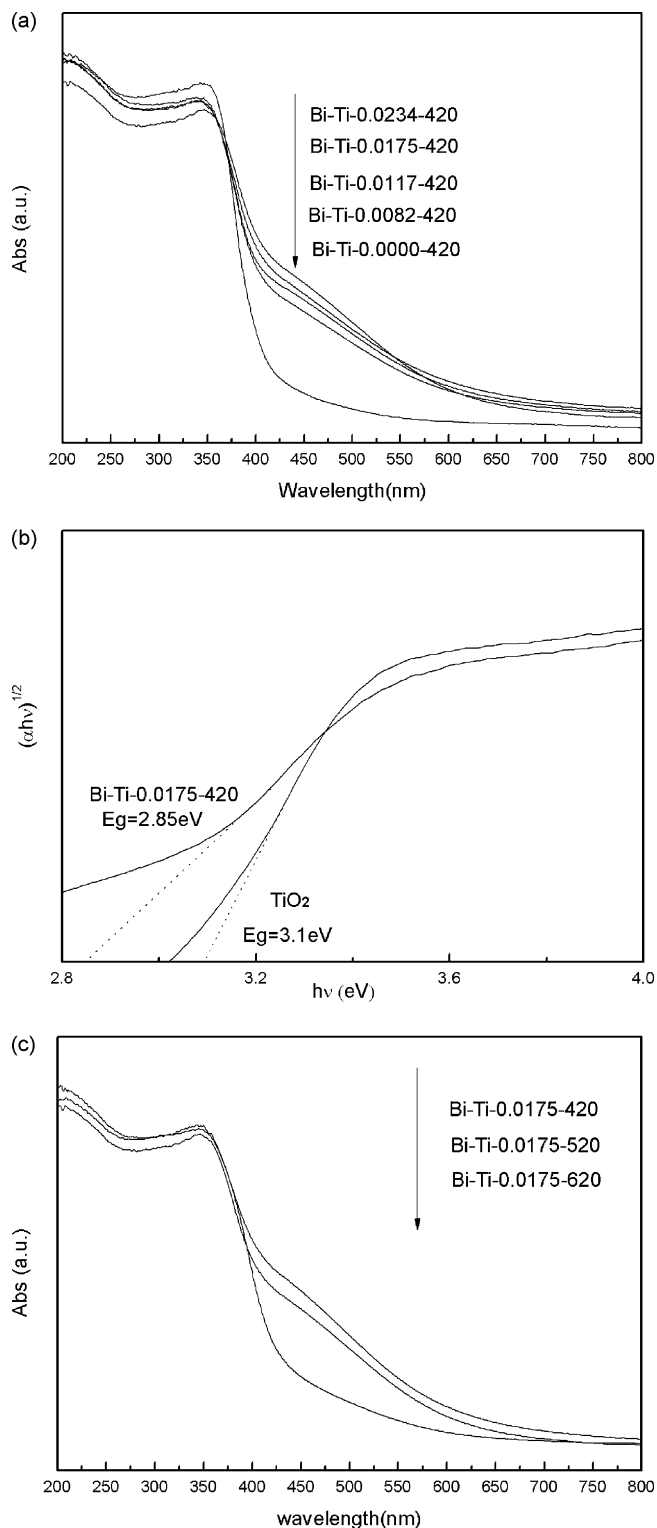 (a)
Abs (a.u.)
Bi-Ti-0.0234-420
Bi-Ti-0.0175-420
Bi-Ti-0.0117-420
Bi-Ti-0.0082-420
Bi-Ti-0.0000-420
200 250 300 350 400 450 500 550 600 650 700 750 800
Wavelength(nm)
(b)
(αhν)1/2
Bi-Ti-0.0175-420
Eg=2.85eV
TiO2
Eg=3.1eV
2.8 3.2 3.6 4.0
hν (eV)
(c)
Abs (a.u.)
Bi-Ti-0.0175-420
Bi-Ti-0.0175-520
Bi-Ti-0.0175-620
200 250 300 350 400 450 500 550 600 650 700 750 800
wavelength(nm)